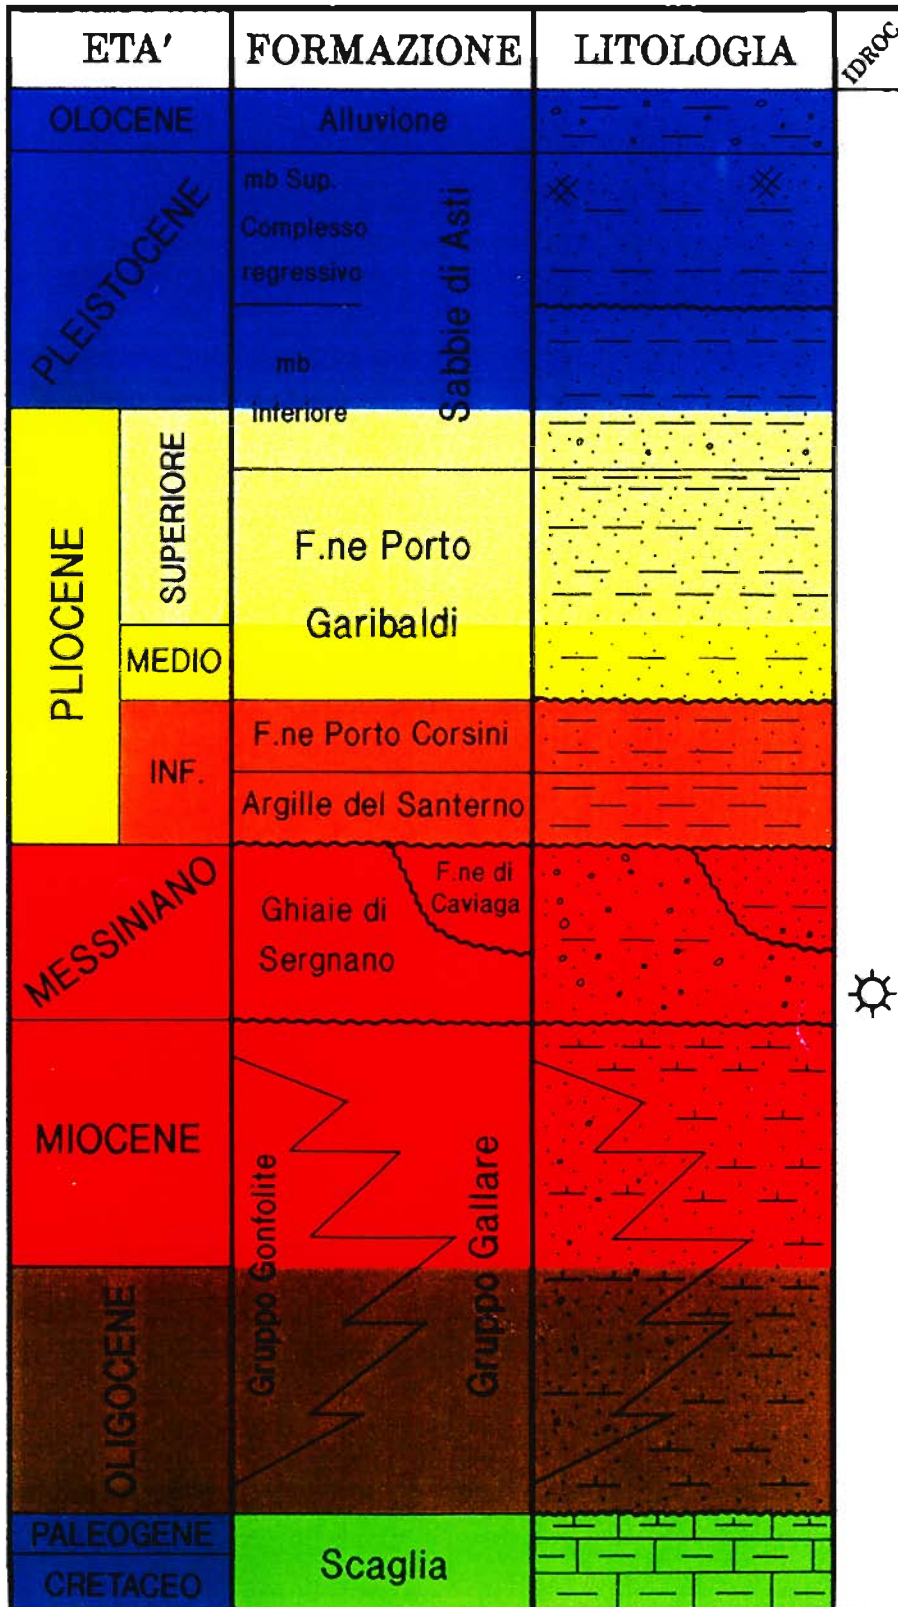 ETA' FORMAZIONE LITOLOGIA IDROC
OLOCENE Alluvione
PLEISTOCENE
mb Sup.
Complesso
regressivo
Sabbie di Asti
mb
inferiore
PLIOCENE
SUPERIORE
F.ne Porto
Garibaldi
MEDIO
INF.
F.ne Porto Corsini
Argille del Santerno
MESSINIANO
Ghiaie di
Sergnano
F.ne di
Caviaga
MIOCENE
Gruppo Gonfolite
Gruppo Gallare
OLIGOCENE
PALEOGENE
CRETACEO
Scaglia